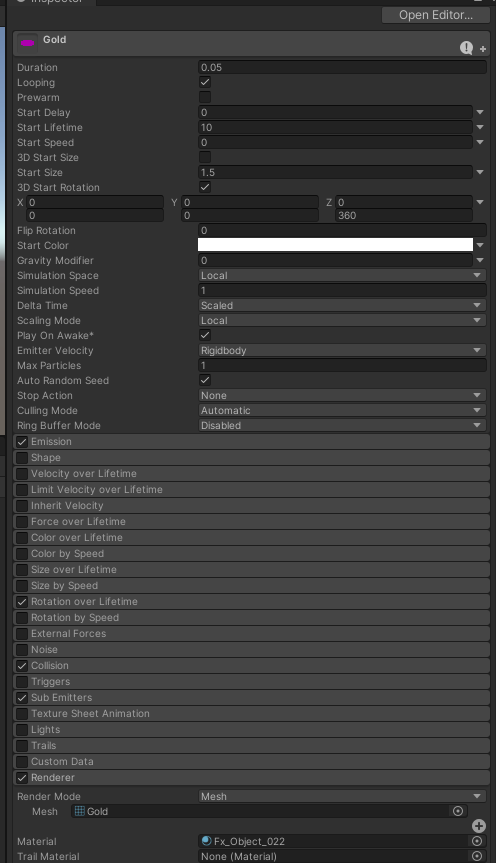 Inspector
Open Editor...
Gold
Duration 0.05
Looping
Prewarm
Start Delay 0
Start Lifetime 10
Start Speed 0
3D Start Size
Start Size 1.5
3D Start Rotation
X 0 Y 0 Z 0
0 0 360
Flip Rotation 0
Start Color
Gravity Modifier 0
Simulation Space Local
Simulation Speed 1
Delta Time Scaled
Scaling Mode Local
Play On Awake*
Emitter Velocity Rigidbody
Max Particles 1
Auto Random Seed
Stop Action None
Culling Mode Automatic
Ring Buffer Mode Disabled
Emission
Shape
Velocity over Lifetime
Limit Velocity over Lifetime
Inherit Velocity
Force over Lifetime
Color over Lifetime
Color by Speed
Size over Lifetime
Size by Speed
Rotation over Lifetime
Rotation by Speed
External Forces
Noise
Collision
Triggers
Sub Emitters
Texture Sheet Animation
Lights
Trails
Custom Data
Renderer
Render Mode Mesh
Mesh Gold
Material Fx_Object_022
Trail Material None (Material)